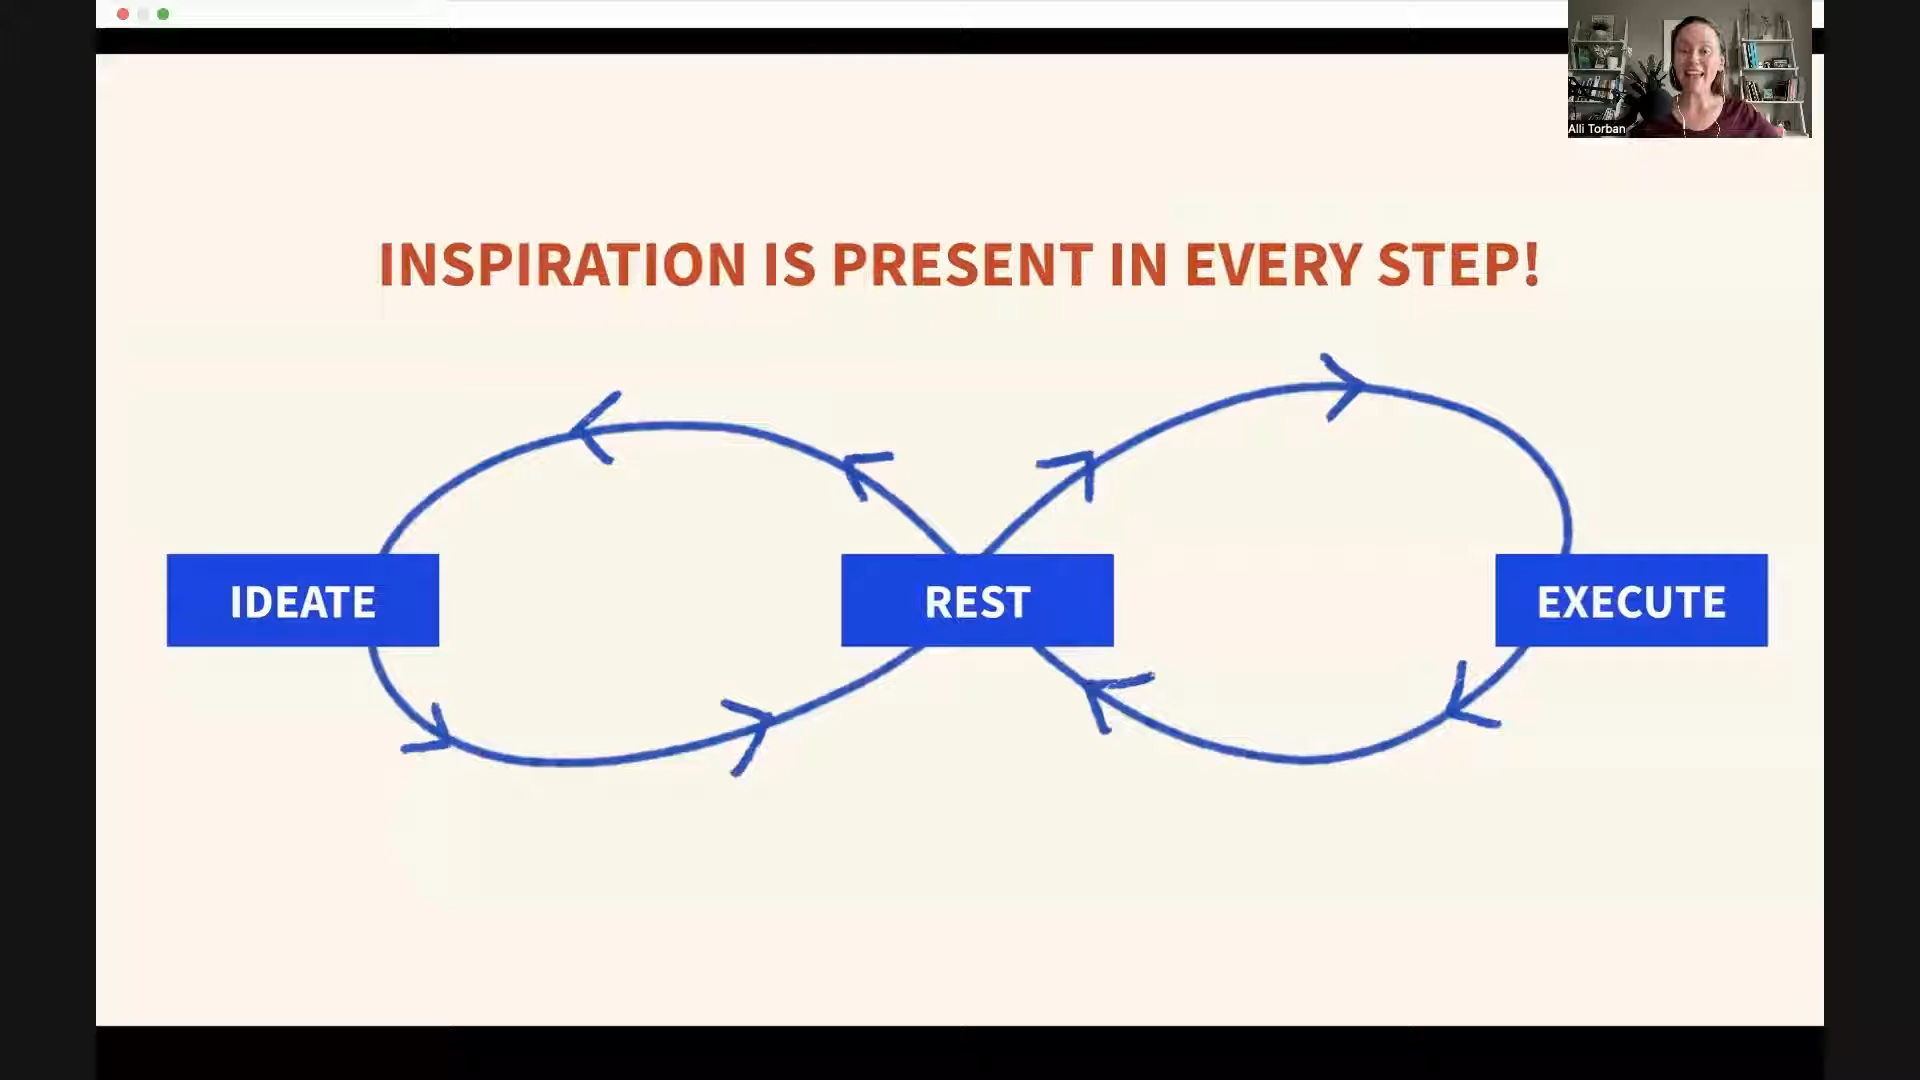 Alli Torban
INSPIRATION IS PRESENT IN EVERY STEP!
IDEATE
REST
EXECUTE